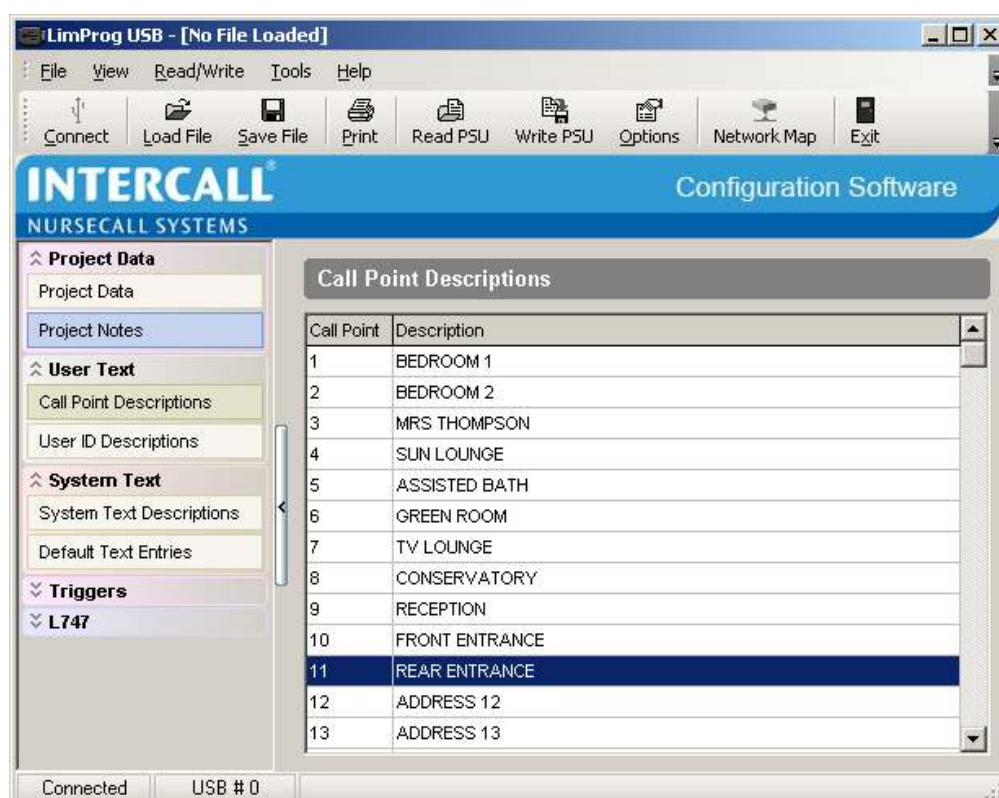 LimProg USB - [No File Loaded]
File View Read/Write Tools Help
Connect Load File Save File Print Read PSU Write PSU Options Network Map Exit
INTERCALL®
NURSECALL SYSTEMS
Configuration Software
Project Data
Project Data
Project Notes
User Text
Call Point Descriptions
User ID Descriptions
System Text
System Text Descriptions
Default Text Entries
Triggers
L747
Call Point Descriptions
Call Point Description
1 BEDROOM 1
2 BEDROOM 2
3 MRS THOMPSON
4 SUN LOUNGE
5 ASSISTED BATH
6 GREEN ROOM
7 TV LOUNGE
8 CONSERVATORY
9 RECEPTION
10 FRONT ENTRANCE
11 REAR ENTRANCE
12 ADDRESS 12
13 ADDRESS 13
Connected USB # 0